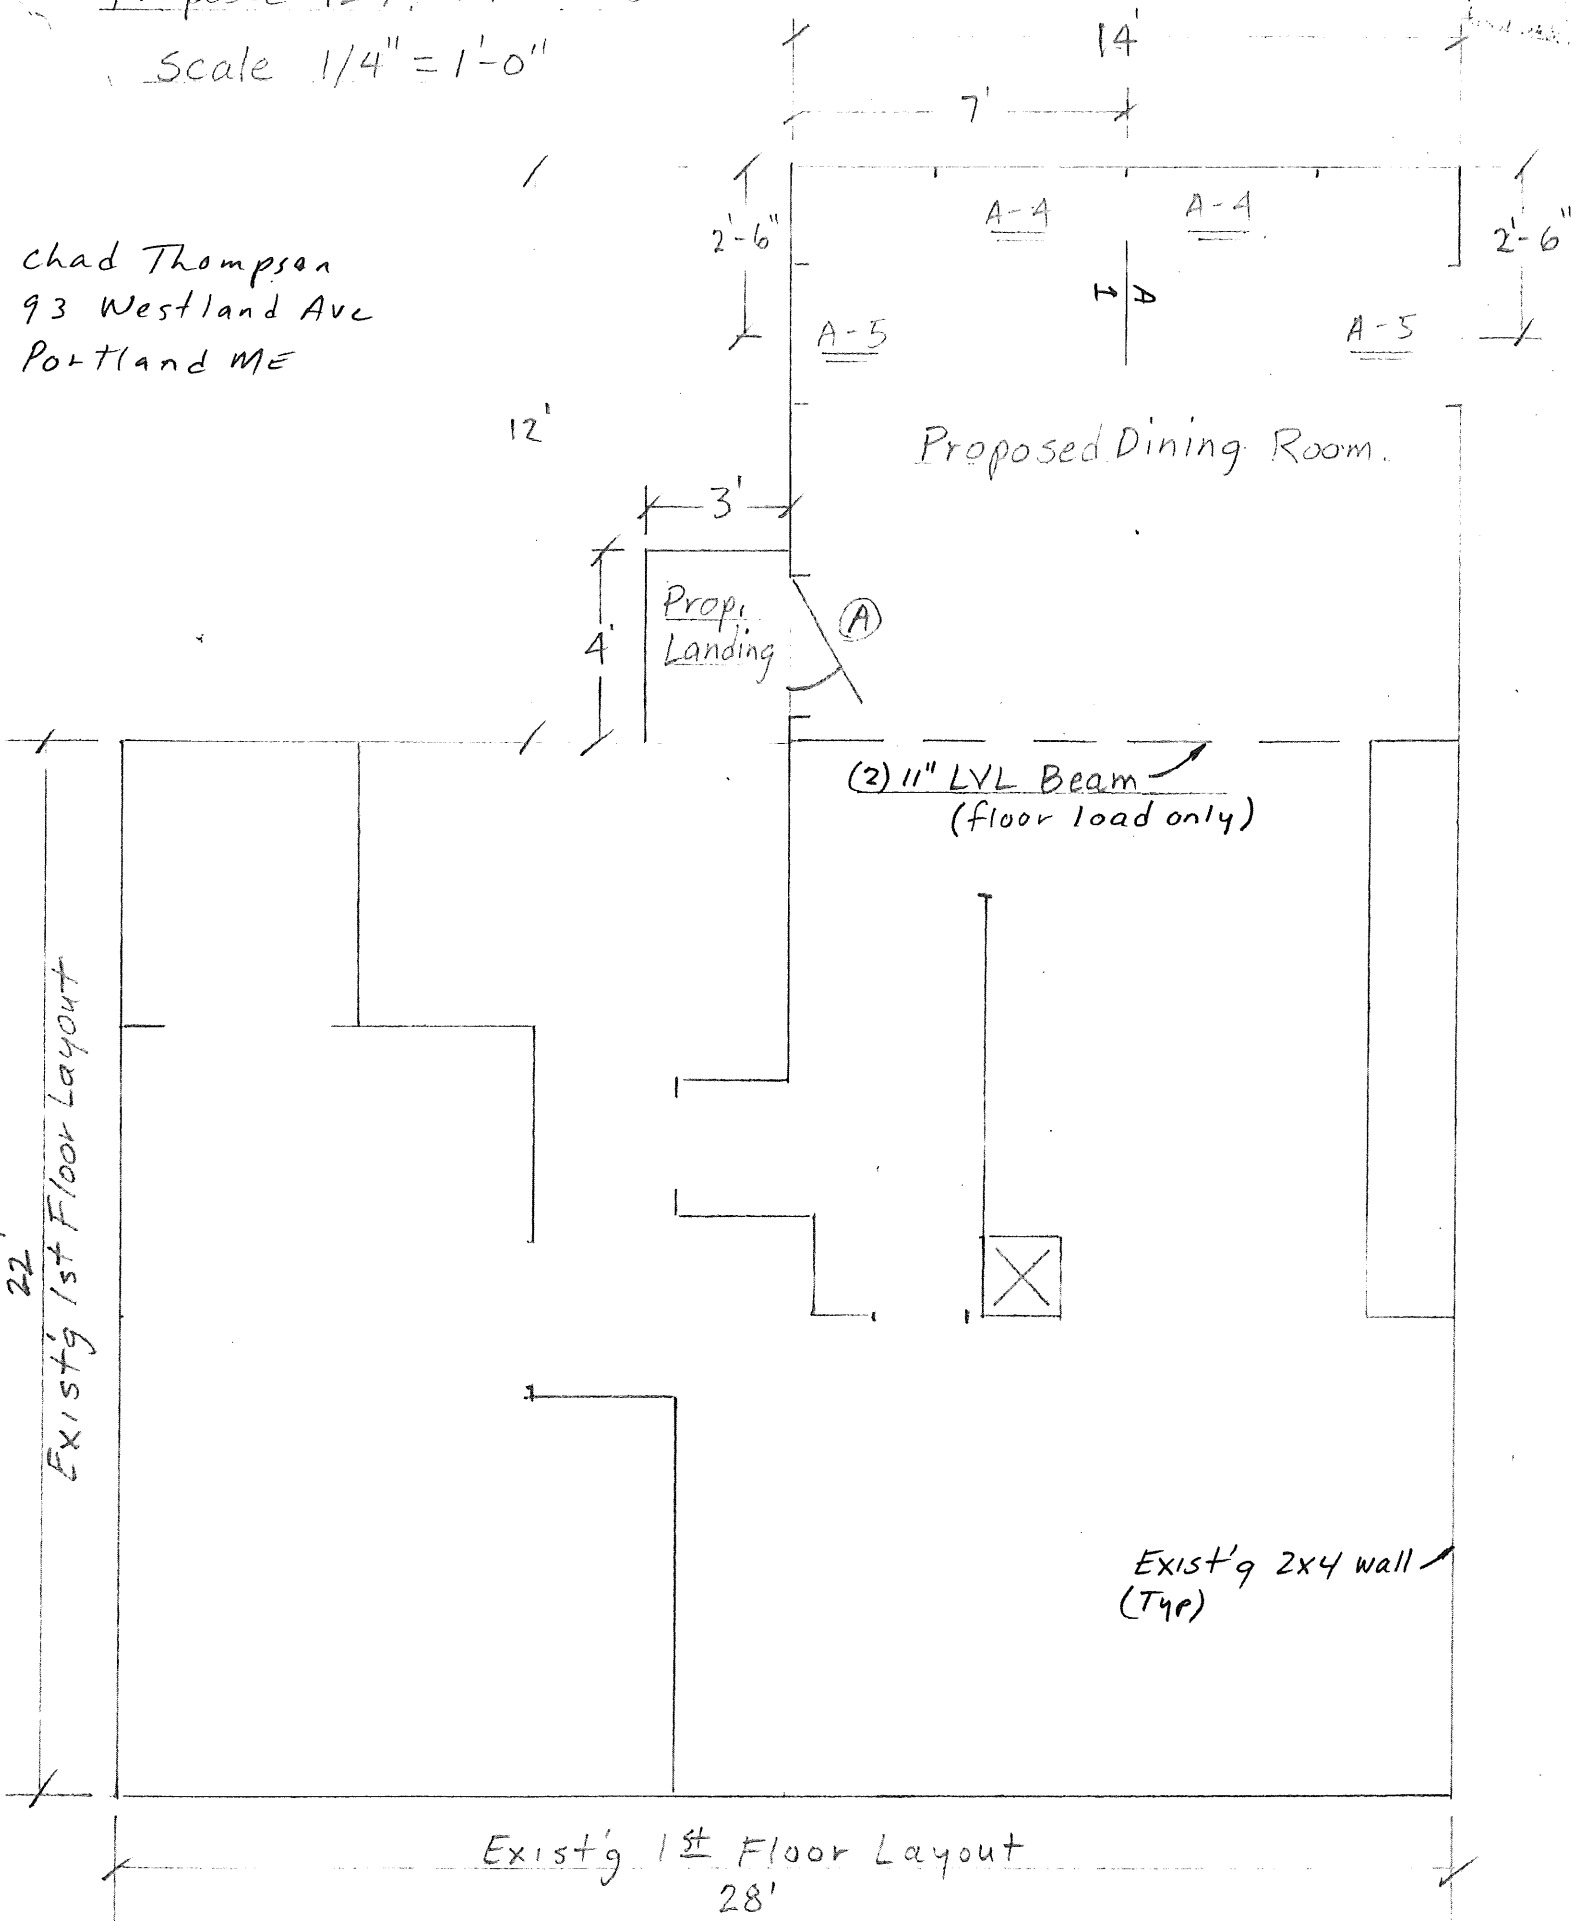 Scale 1/4" = 1'-0"
14'
7'
2'-6"
A-4
A-4
2'-6"
Chad Thompson
93 Westland Ave
Portland ME
A
1
A-5
A-5
12'
Proposed Dining Room.
3'
Prop.
Landing
4'
A
(2) 11" LVL Beam
(floor load only)
Exist'g 1st Floor Layout
22'
Exist'g 2x4 wall
(Typ)
Exist'g 1st Floor Layout
28'